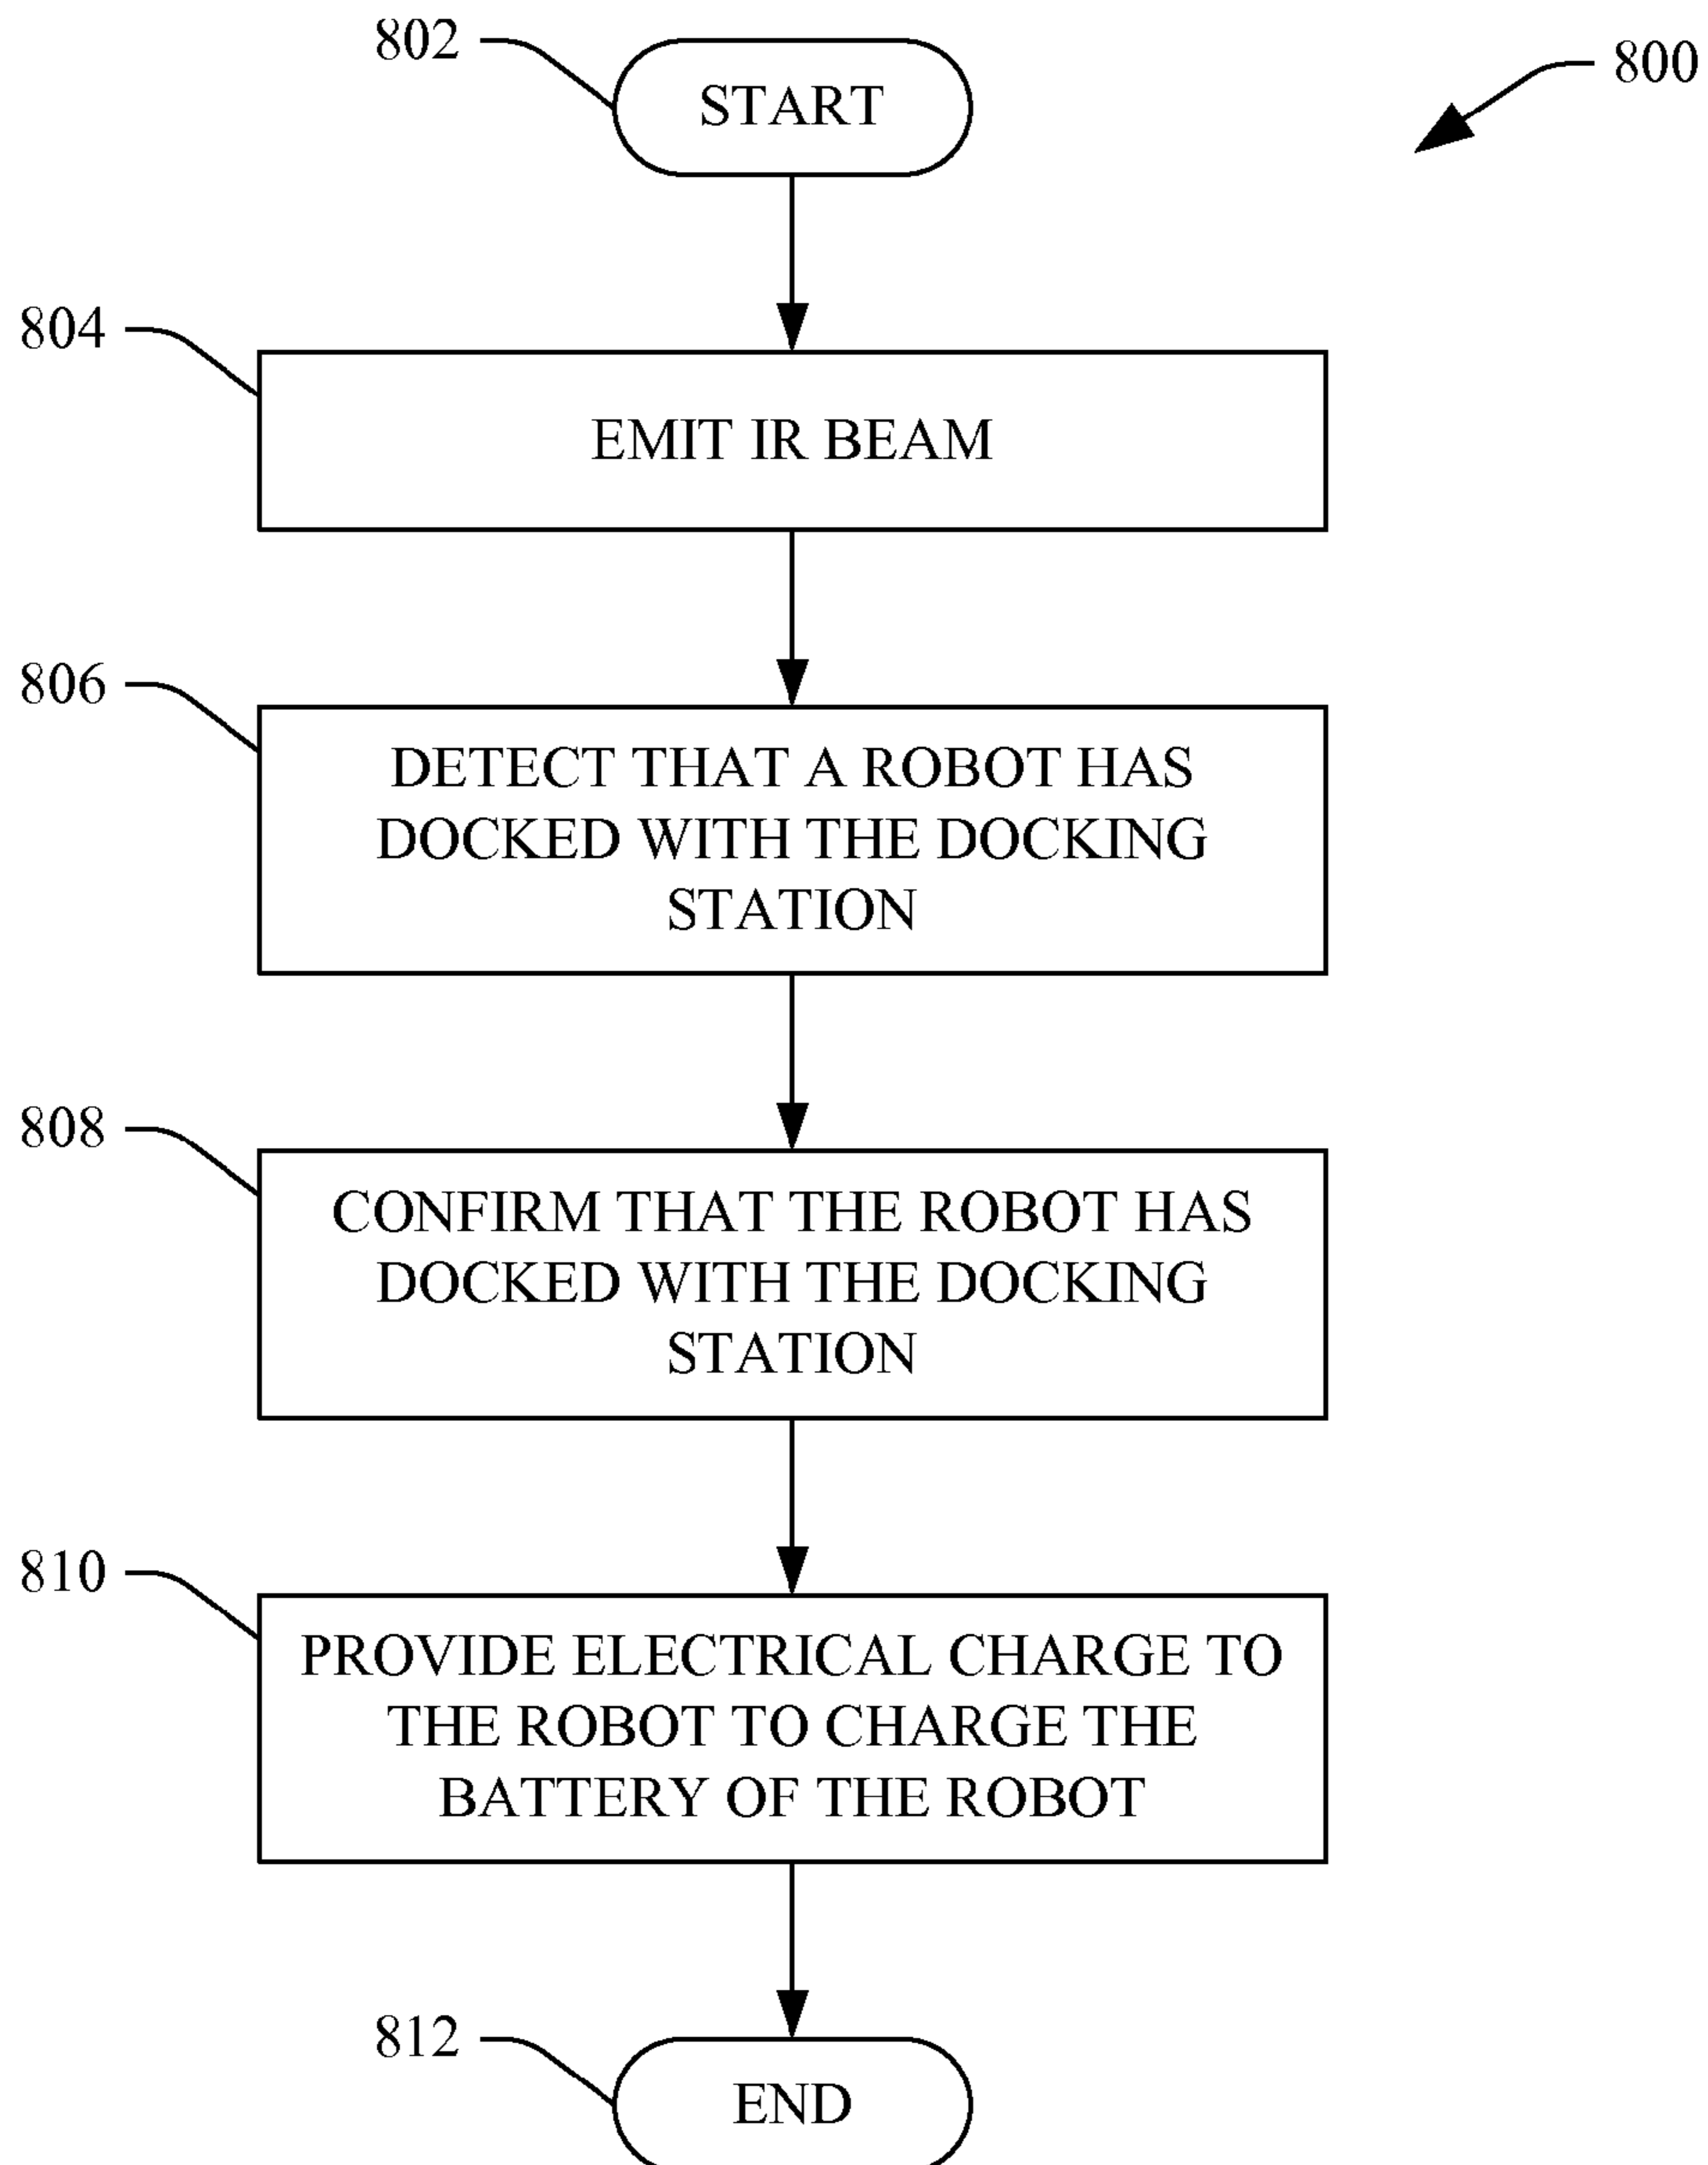 802
START
800
804
EMIT IR BEAM
806
DETECT THAT A ROBOT HAS
DOCKED WITH THE DOCKING
STATION
808
CONFIRM THAT THE ROBOT HAS
DOCKED WITH THE DOCKING
STATION
810
PROVIDE ELECTRICAL CHARGE TO
THE ROBOT TO CHARGE THE
BATTERY OF THE ROBOT
812
END